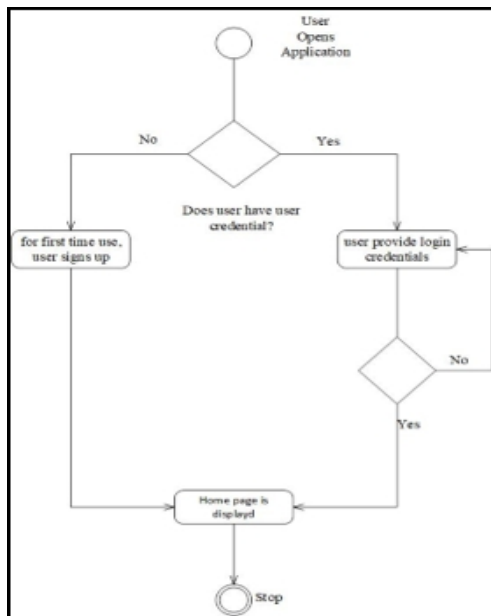 User
Opens
Application
No
Yes
Does user have user
credential?
for first time use,
user signs up
user provide login
credentials
No
Yes
Home page is
displayd
Stop